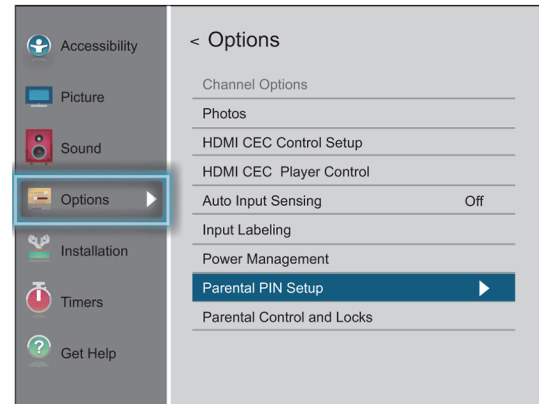 Accessibility
Picture
Sound
Options
Installation
Timers
Get Help
< Options
Channel Options
Photos
HDMI CEC Control Setup
HDMI CEC Player Control
Auto Input Sensing Off
Input Labeling
Power Management
Parental PIN Setup
Parental Control and Locks